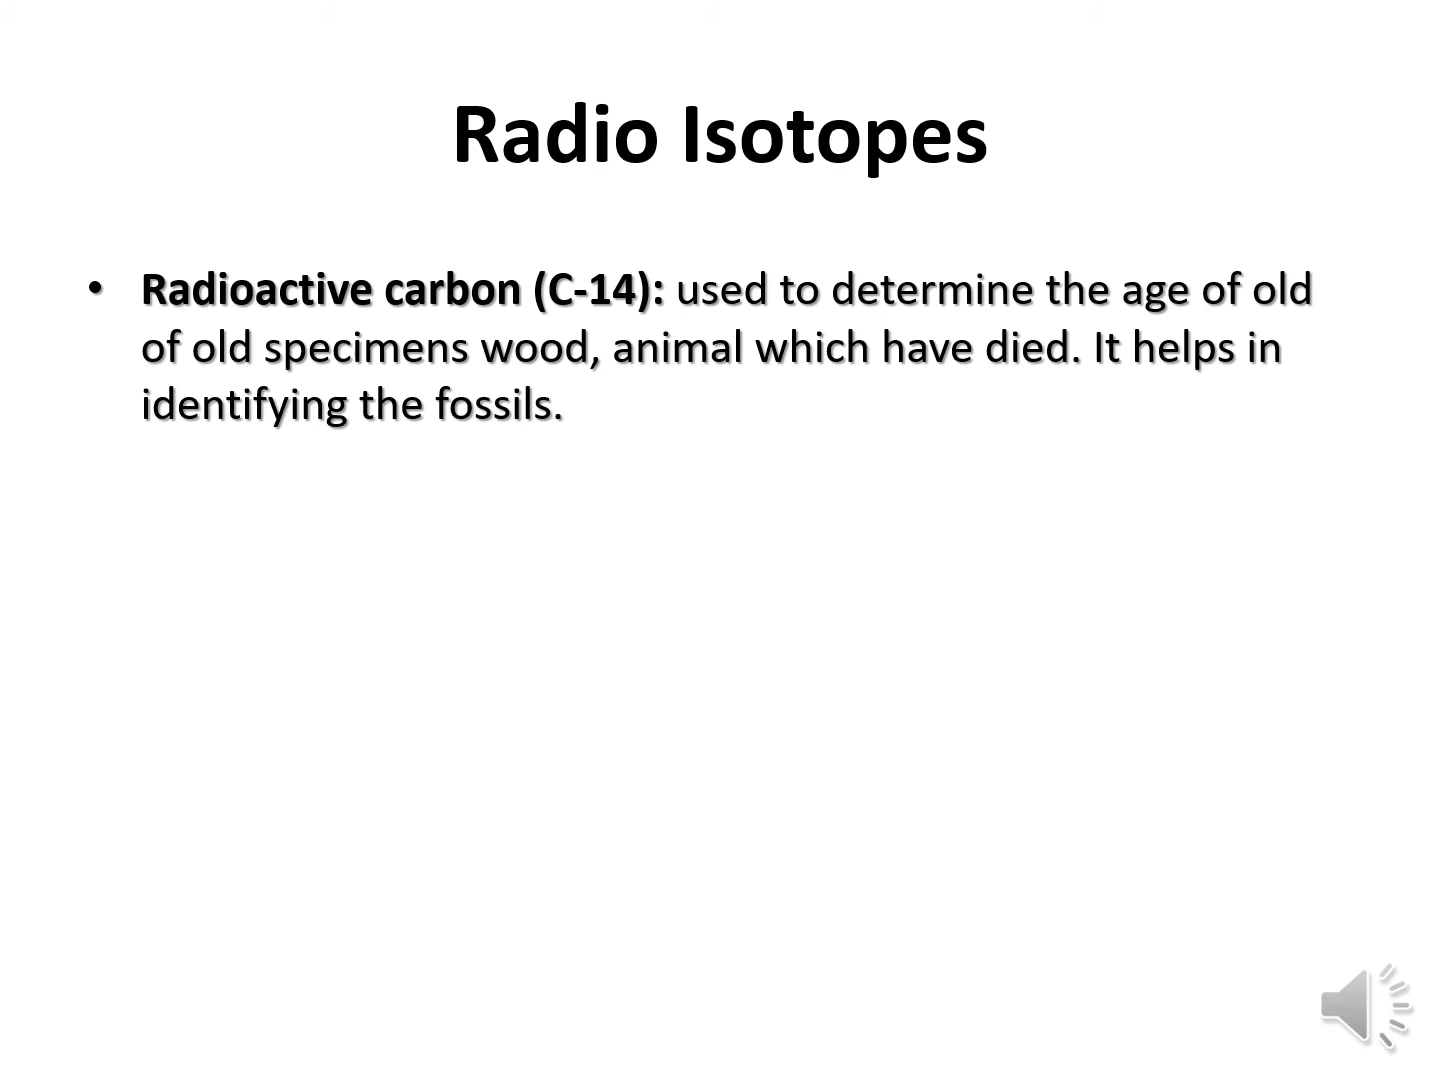 Radio Isotopes
• Radioactive carbon (C-14): used to determine the age of old
of old specimens wood, animal which have died. It helps in
identifying the fossils.